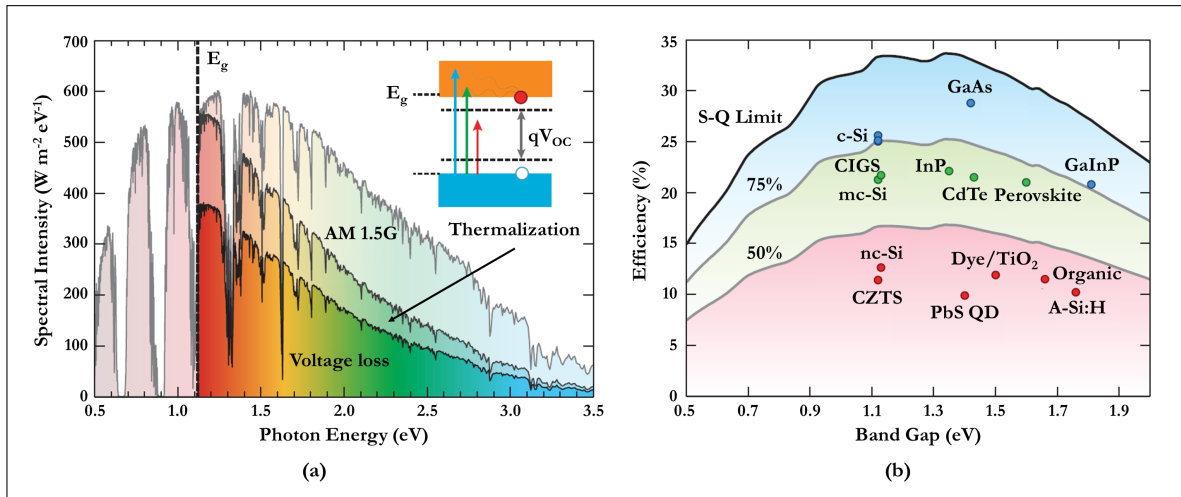 700
600
500
400
300
200
100
0
Spectral Intensity (W m-2 eV-1)
Eg
Eg
qVOC
AM 1.5G
Thermalization
Voltage loss
0.5 1.0 1.5 2.0 2.5 3.0 3.5
Photon Energy (eV)
(a)
35
30
25
20
15
10
5
0
Efficiency (%)
S-Q Limit
75%
50%
GaAs
c-Si
CIGS
mc-Si
InP
CdTe
Perovskite
GaInP
nc-Si
CZTS
Dye/TiO2
PbS QD
Organic
A-Si:H
0.5 0.7 0.9 1.1 1.3 1.5 1.7 1.9
Band Gap (eV)
(b)